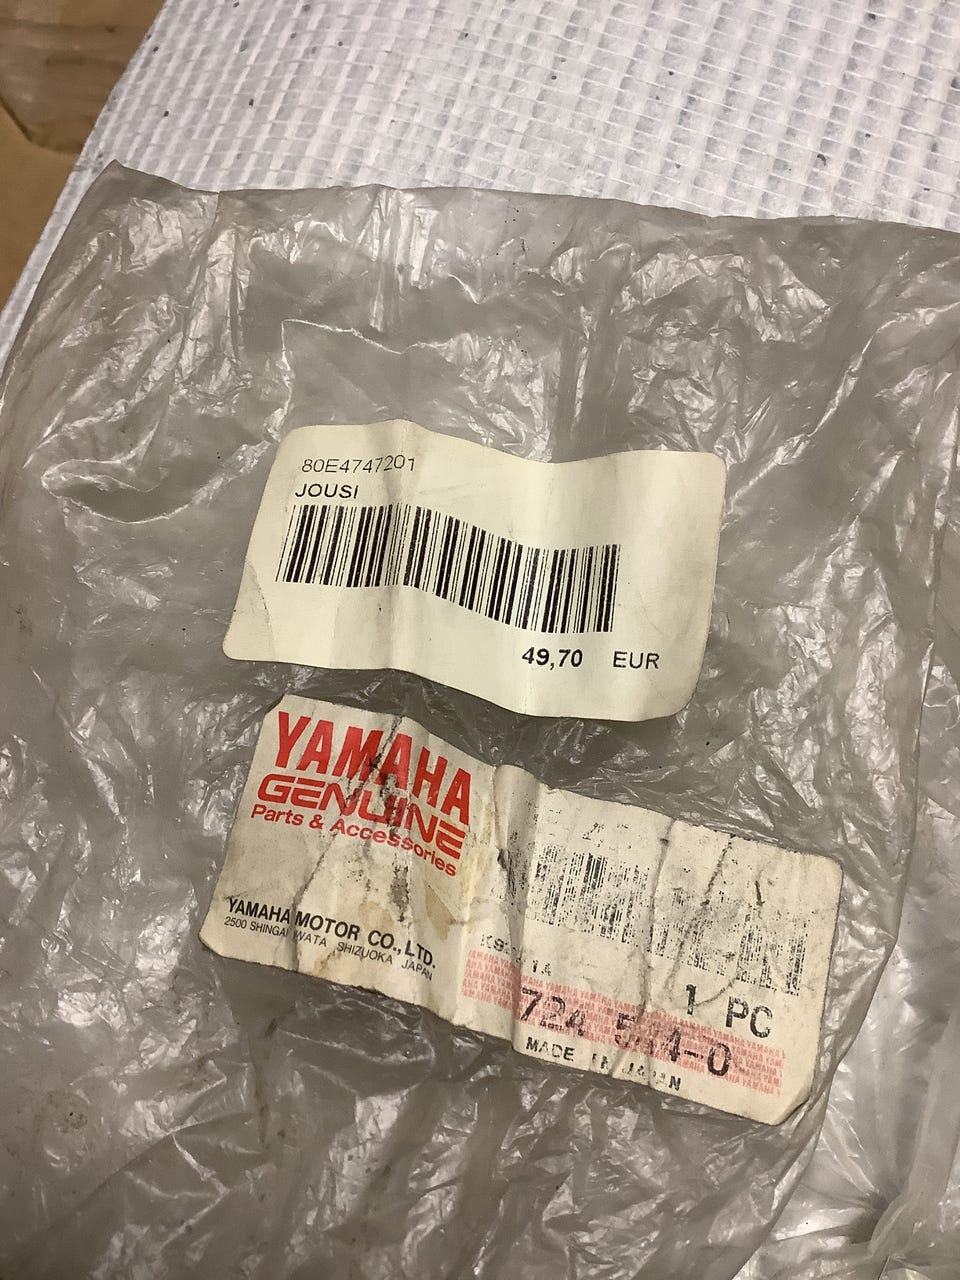 80E4747201
JOUSI
49,70 EUR
YAMAHA
GENUINE
Parts & Accessories
YAMAHA MOTOR CO., LTD.
2500 SHINGAI IWATA SHIZUOKA JAPAN
1 PC
MADE IN JAPAN